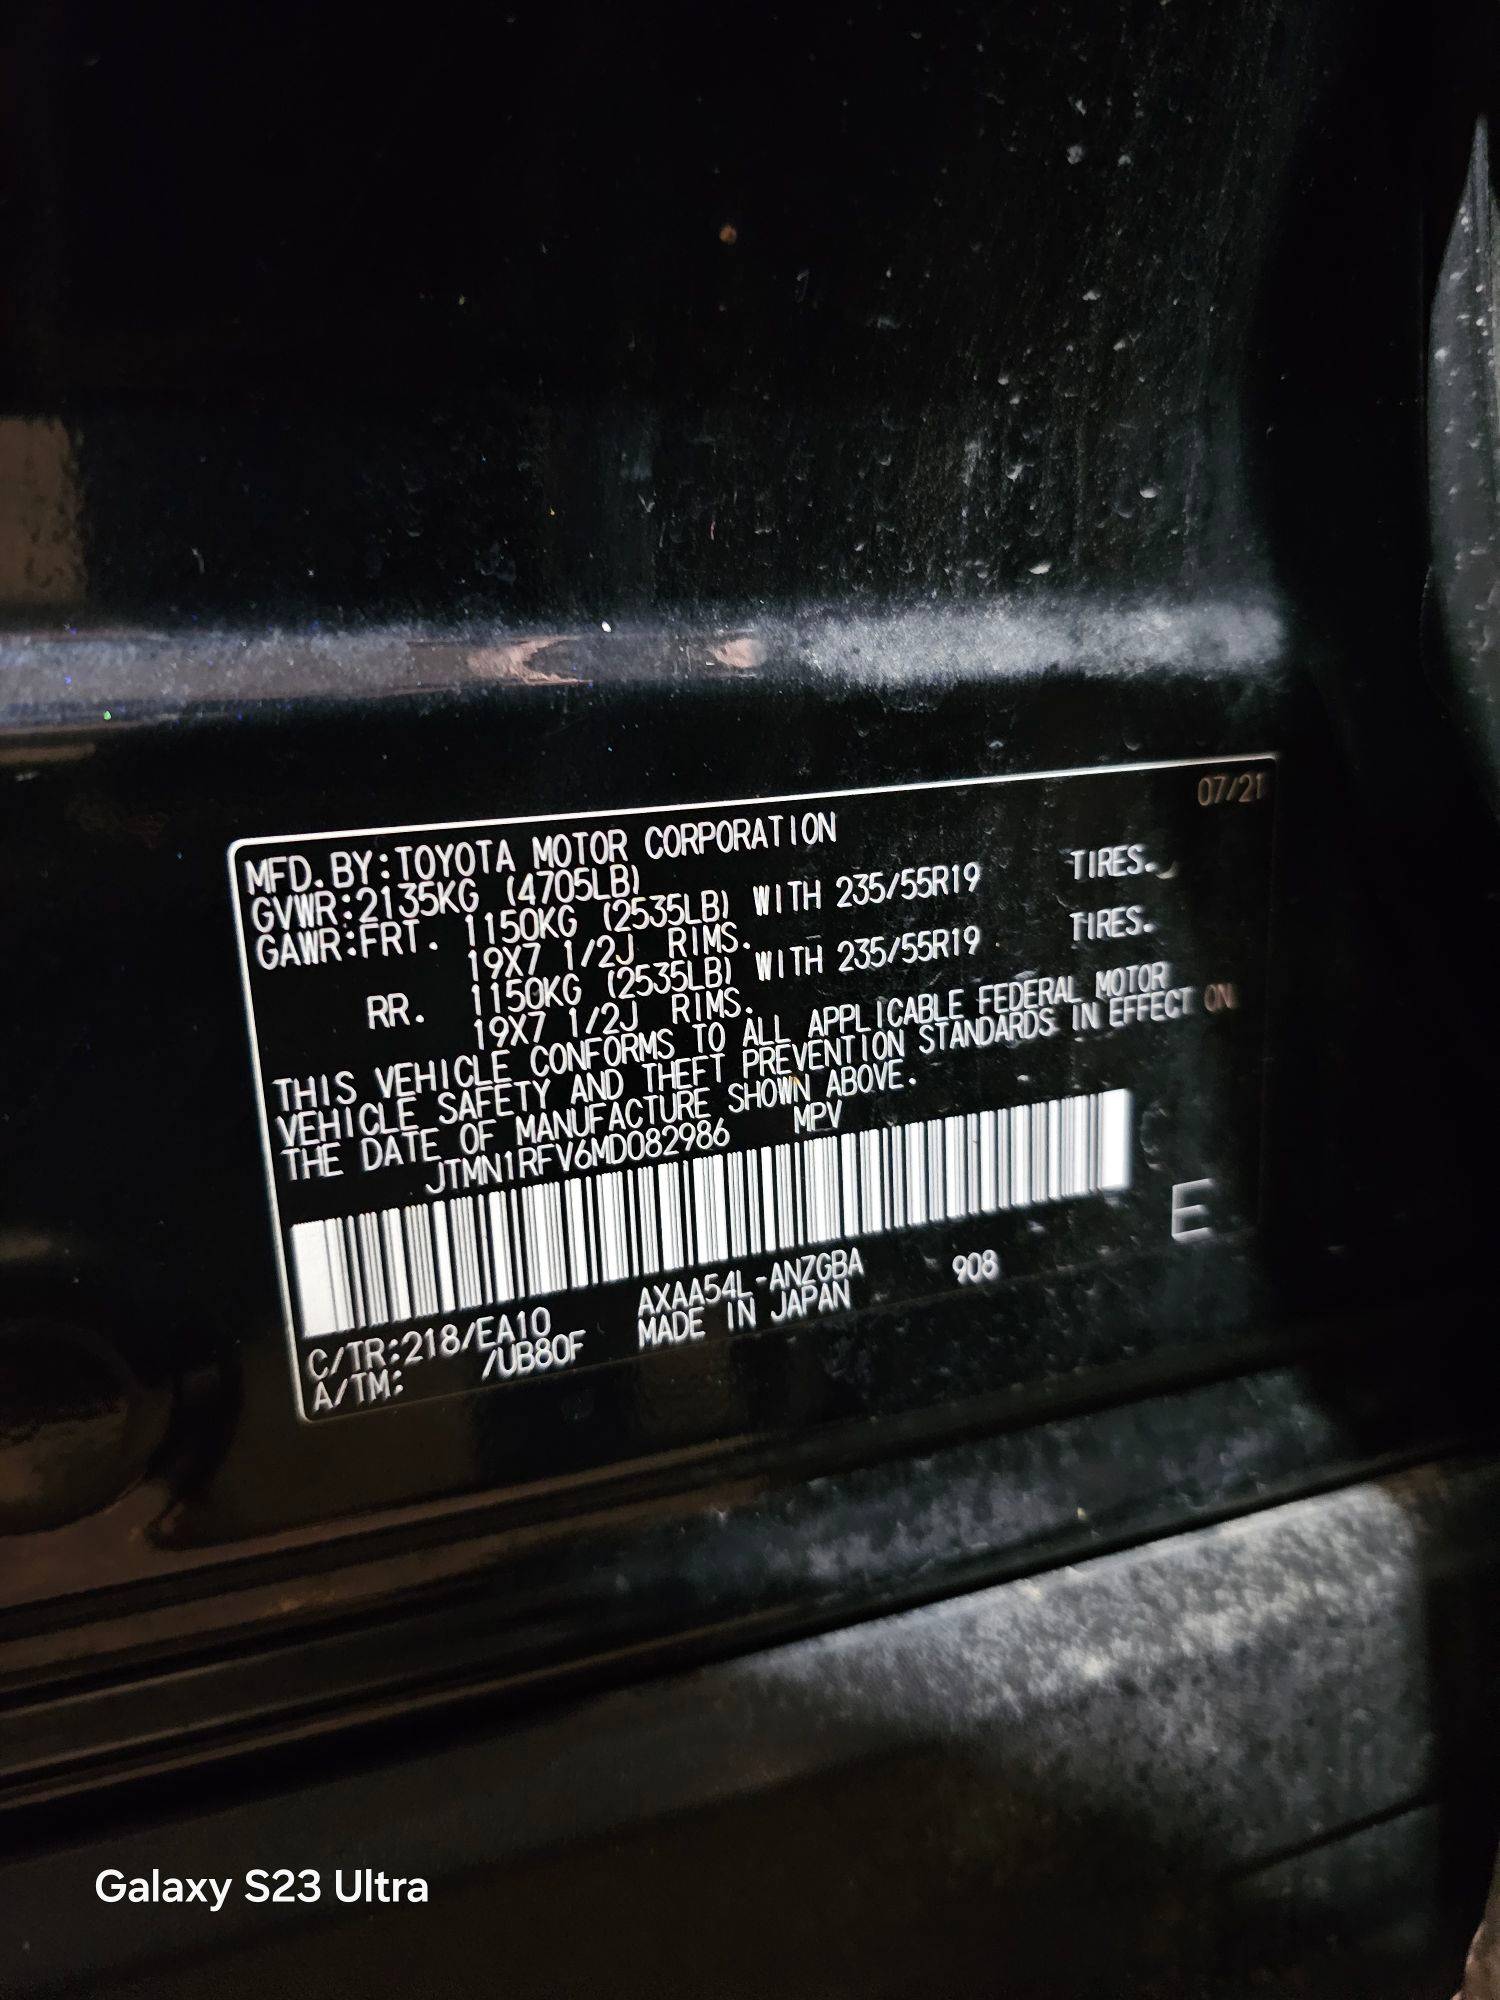 07/21
MFD.BY:TOYOTA MOTOR CORPORATION
GVWR:2135KG (4705LB)
GAWR:FRT. 1150KG (2535LB) WITH 235/55R19 TIRES.
19X7 1/2J RIMS.
RR. 1150KG (2535LB) WITH 235/55R19 TIRES.
19X7 1/2J RIMS.
THIS VEHICLE CONFORMS TO ALL APPLICABLE FEDERAL MOTOR
VEHICLE SAFETY AND THEFT PREVENTION STANDARDS IN EFFECT ON
THE DATE OF MANUFACTURE SHOWN ABOVE.
JTMN1RFV6MD082986 MPV
E
C/TR:218/EA10 AXAA54L-ANZGBA 908
A/TM: /UB80F MADE IN JAPAN
Galaxy S23 Ultra